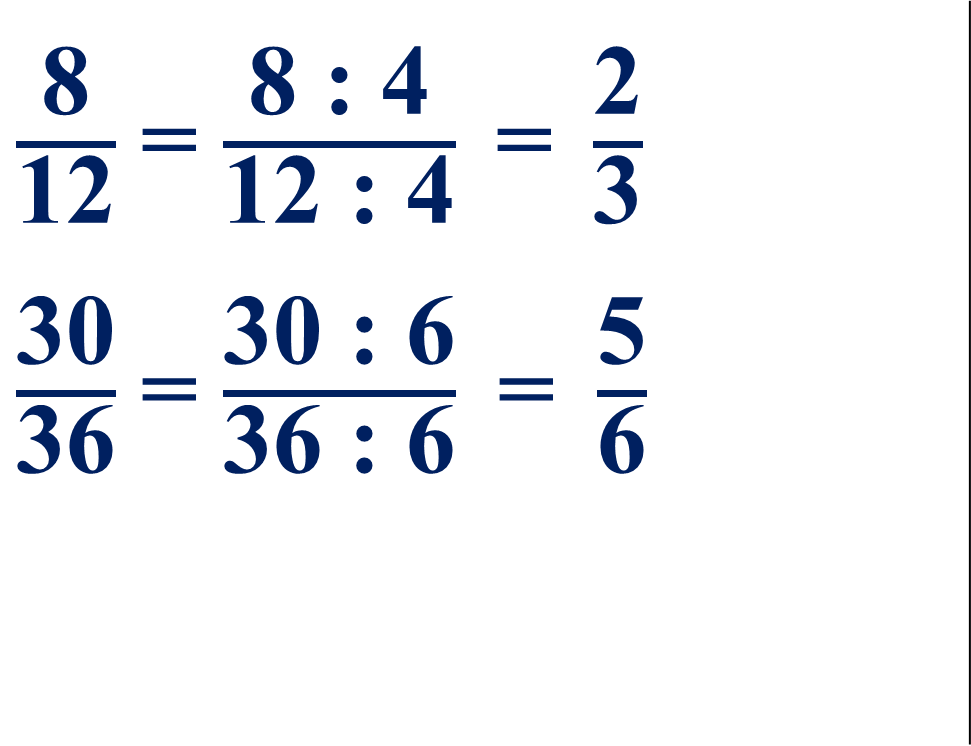 8/12 = 8 : 4/12 : 4 = 2/3
30/36 = 30 : 6/36 : 6 = 5/6